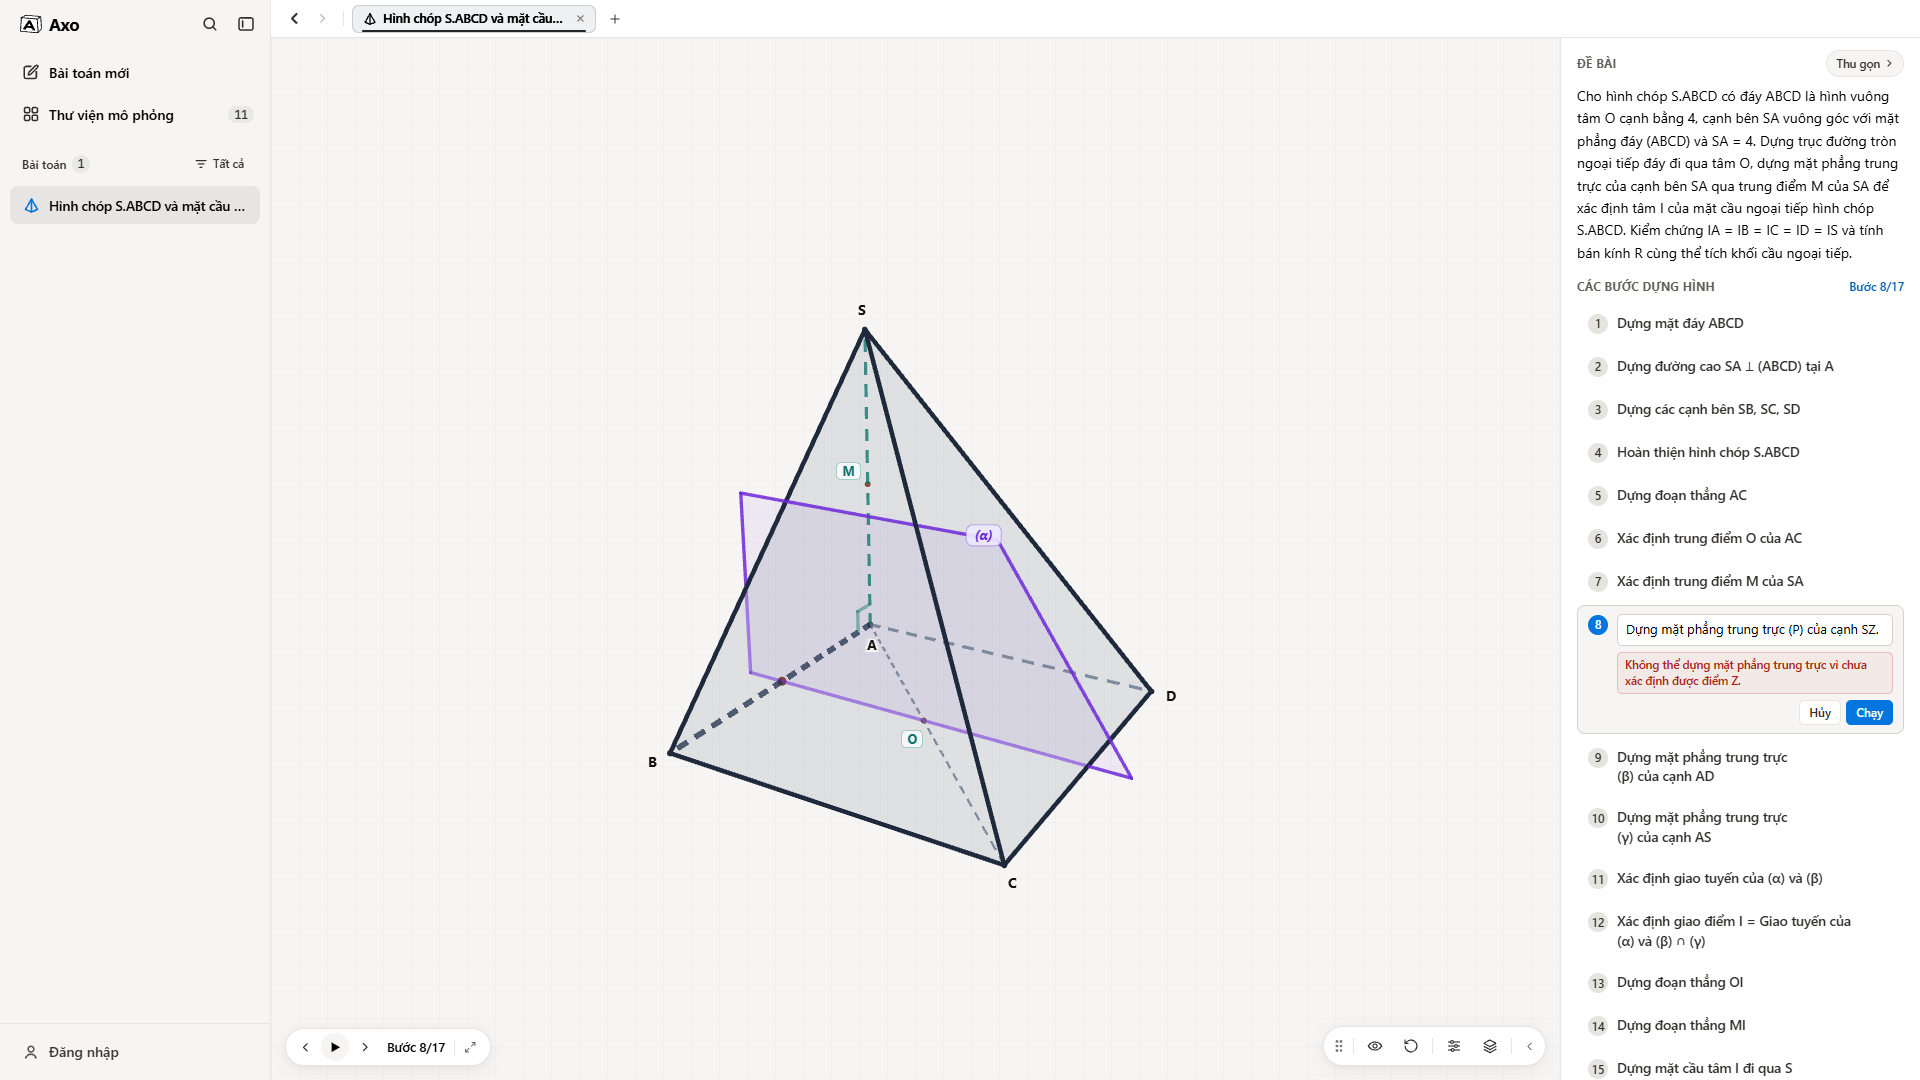 Axo
Bài toán mới
Thư viện mô phỏng
11
Bài toán
1
Tất cả
Hình chóp S.ABCD và mặt cầu ...
Đăng nhập
Hình chóp S.ABCD và mặt cầu...
S
M
(α)
A
D
B
O
C
Bước 8/17
ĐỀ BÀI
Thu gọn
Cho hình chóp S.ABCD có đáy ABCD là hình vuông
tâm O cạnh bằng 4, cạnh bên SA vuông góc với mặt
phẳng đáy (ABCD) và SA = 4. Dựng trục đường tròn
ngoại tiếp đáy đi qua tâm O, dựng mặt phẳng trung
trực của cạnh bên SA qua trung điểm M của SA để
xác định tâm I của mặt cầu ngoại tiếp hình chóp
S.ABCD. Kiểm chứng IA = IB = IC = ID = IS và tính
bán kính R cùng thể tích khối cầu ngoại tiếp.
CÁC BƯỚC DỰNG HÌNH
Bước 8/17
1 Dựng mặt đáy ABCD
2 Dựng đường cao SA ⊥ (ABCD) tại A
3 Dựng các cạnh bên SB, SC, SD
4 Hoàn thiện hình chóp S.ABCD
5 Dựng đoạn thẳng AC
6 Xác định trung điểm O của AC
7 Xác định trung điểm M của SA
8 Dựng mặt phẳng trung trực (P) của cạnh SZ.
Không thể dựng mặt phẳng trung trực vì chưa
xác định được điểm Z.
Hủy
Chạy
9 Dựng mặt phẳng trung trực
(β) của cạnh AD
10 Dựng mặt phẳng trung trực
(γ) của cạnh AS
11 Xác định giao tuyến của (α) và (β)
12 Xác định giao điểm I = Giao tuyến của
(α) và (β) ∩ (γ)
13 Dựng đoạn thẳng OI
14 Dựng đoạn thẳng MI
15 Dựng mặt cầu tâm I đi qua S